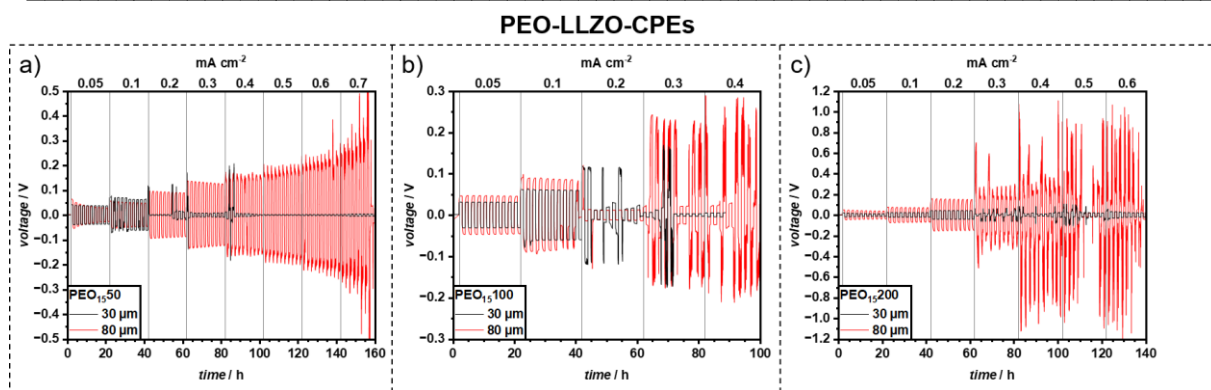 PEO-LLZO-CPEs
a)
mA cm⁻²
0.05 0.1 0.2 0.3 0.4 0.5 0.6 0.7
0.5
0.4
0.3
0.2
0.1
0.0
−0.1
−0.2
−0.3
−0.4
−0.5
voltage / V
PEO₁₅50
30 µm
80 µm
0 20 40 60 80 100 120 140 160
time / h
b)
mA cm⁻²
0.05 0.1 0.2 0.3 0.4
0.3
0.2
0.1
0.0
−0.1
−0.2
−0.3
voltage / V
PEO₁₅100
30 µm
80 µm
0 20 40 60 80 100
time / h
c)
mA cm⁻²
0.05 0.1 0.2 0.3 0.4 0.5 0.6
1.2
1.0
0.8
0.6
0.4
0.2
0.0
−0.2
−0.4
−0.6
−0.8
−1.0
−1.2
voltage / V
PEO₁₅200
30 µm
80 µm
0 20 40 60 80 100 120 140
time / h